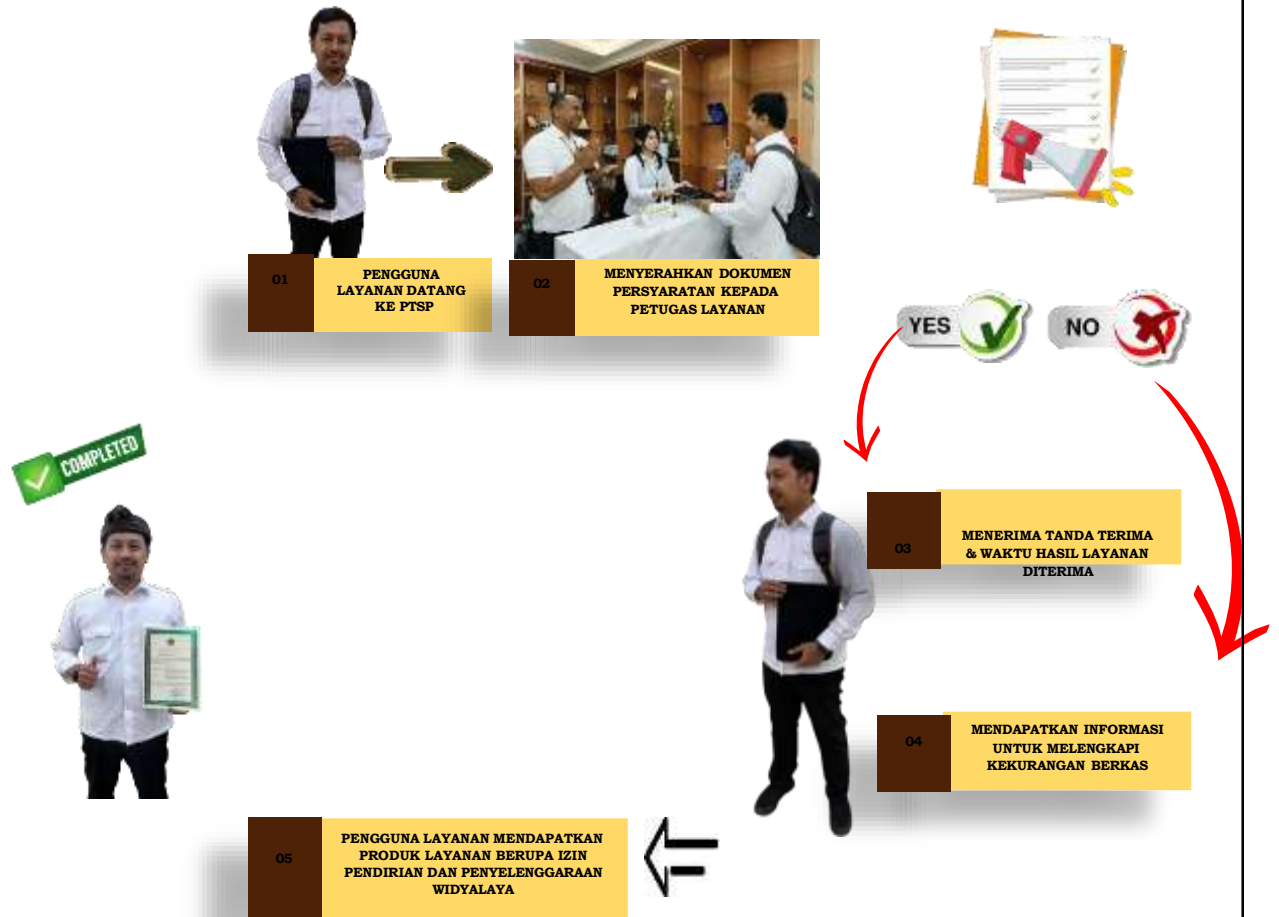 01
PENGGUNA
LAYANAN DATANG
KE PTSP
02
MENYERAHKAN DOKUMEN
PERSYARATAN KEPADA
PETUGAS LAYANAN
YES
NO
COMPLETED
03
MENERIMA TANDA TERIMA
& WAKTU HASIL LAYANAN
DITERIMA
04
MENDAPATKAN INFORMASI
UNTUK MELENGKAPI
KEKURANGAN BERKAS
05
PENGGUNA LAYANAN MENDAPATKAN
PRODUK LAYANAN BERUPA IZIN
PENDIRIAN DAN PENYELENGGARAAN
WIDYALAYA